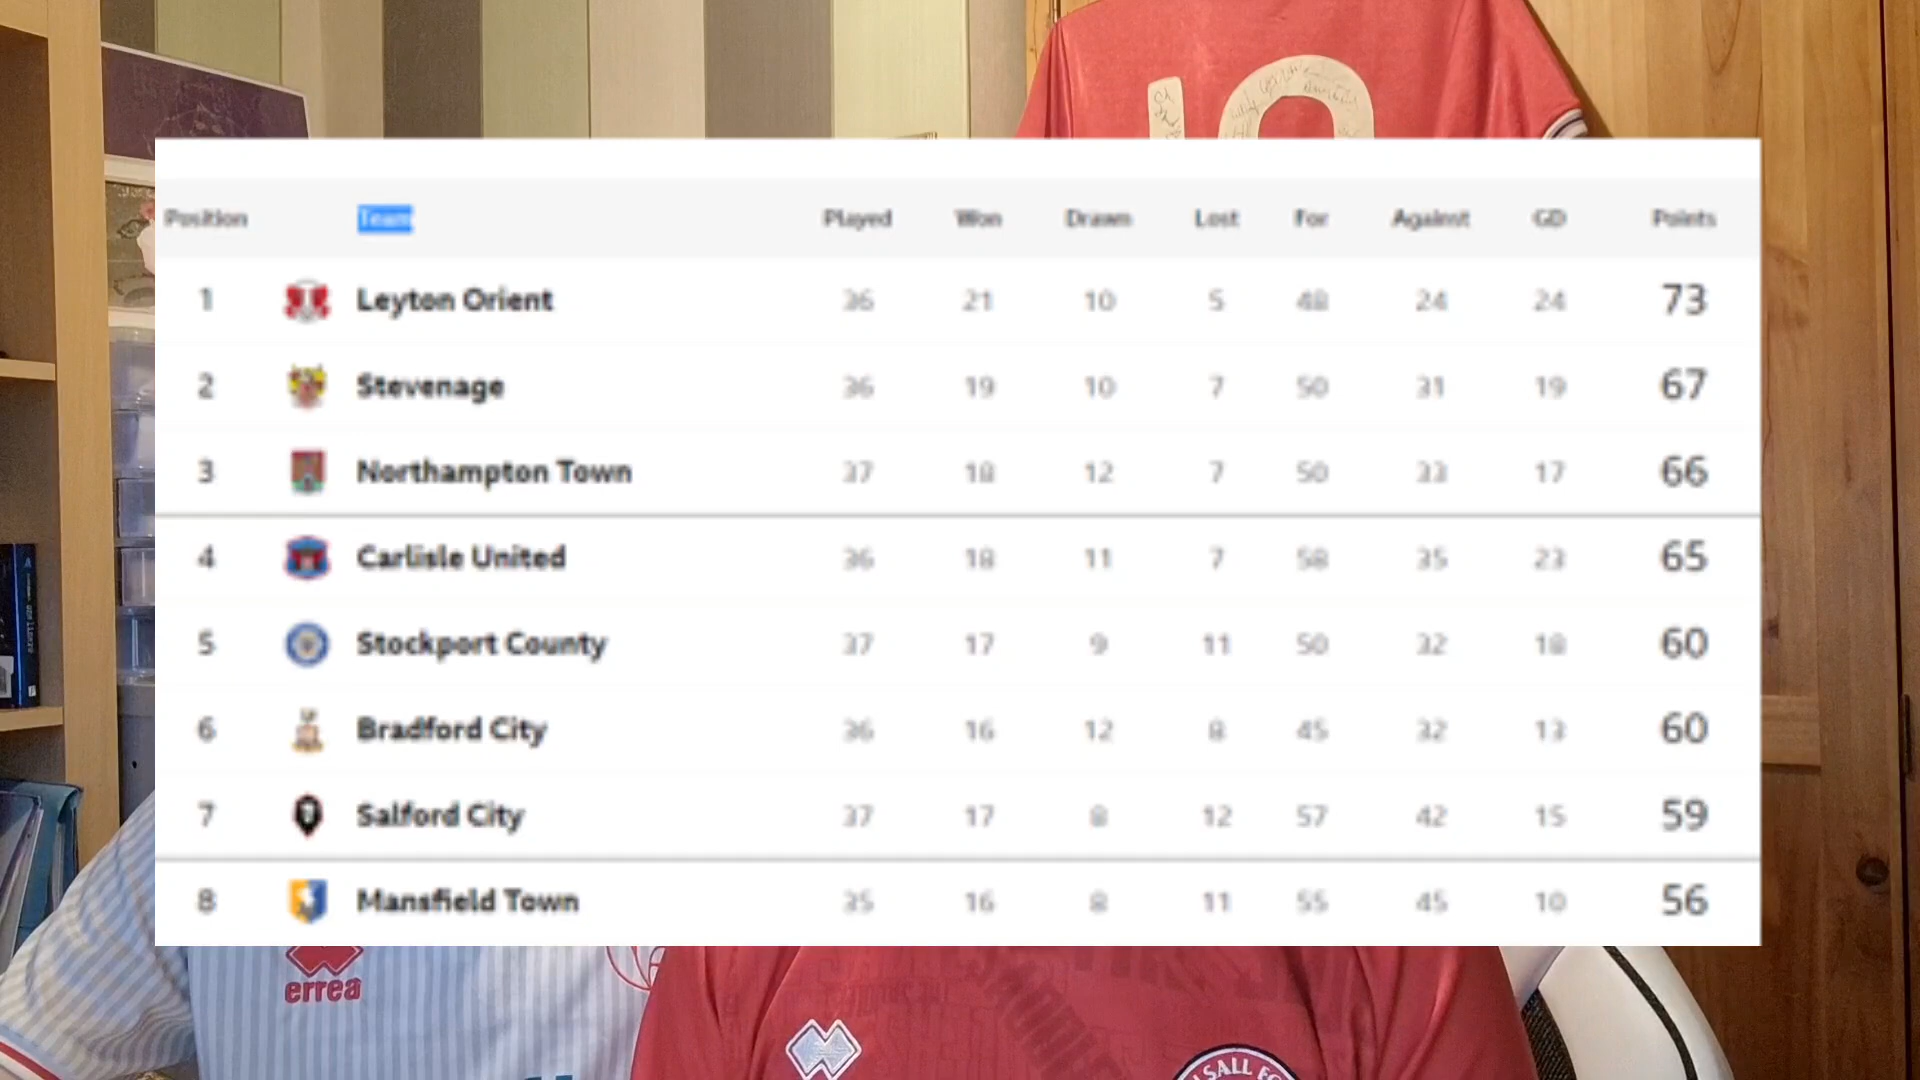 10
Position Team Played Won Drawn Lost For Against GD Points
1 Leyton Orient 36 21 10 5 48 24 24 73
2 Stevenage 36 19 10 7 50 31 19 67
3 Northampton Town 37 18 12 7 50 33 17 66
4 Carlisle United 36 18 11 7 58 35 23 65
5 Stockport County 37 17 9 11 50 32 18 60
6 Bradford City 36 16 12 8 45 32 13 60
7 Salford City 37 17 8 12 57 42 15 59
8 Mansfield Town 35 16 8 11 55 45 10 56
errea
SALL FC